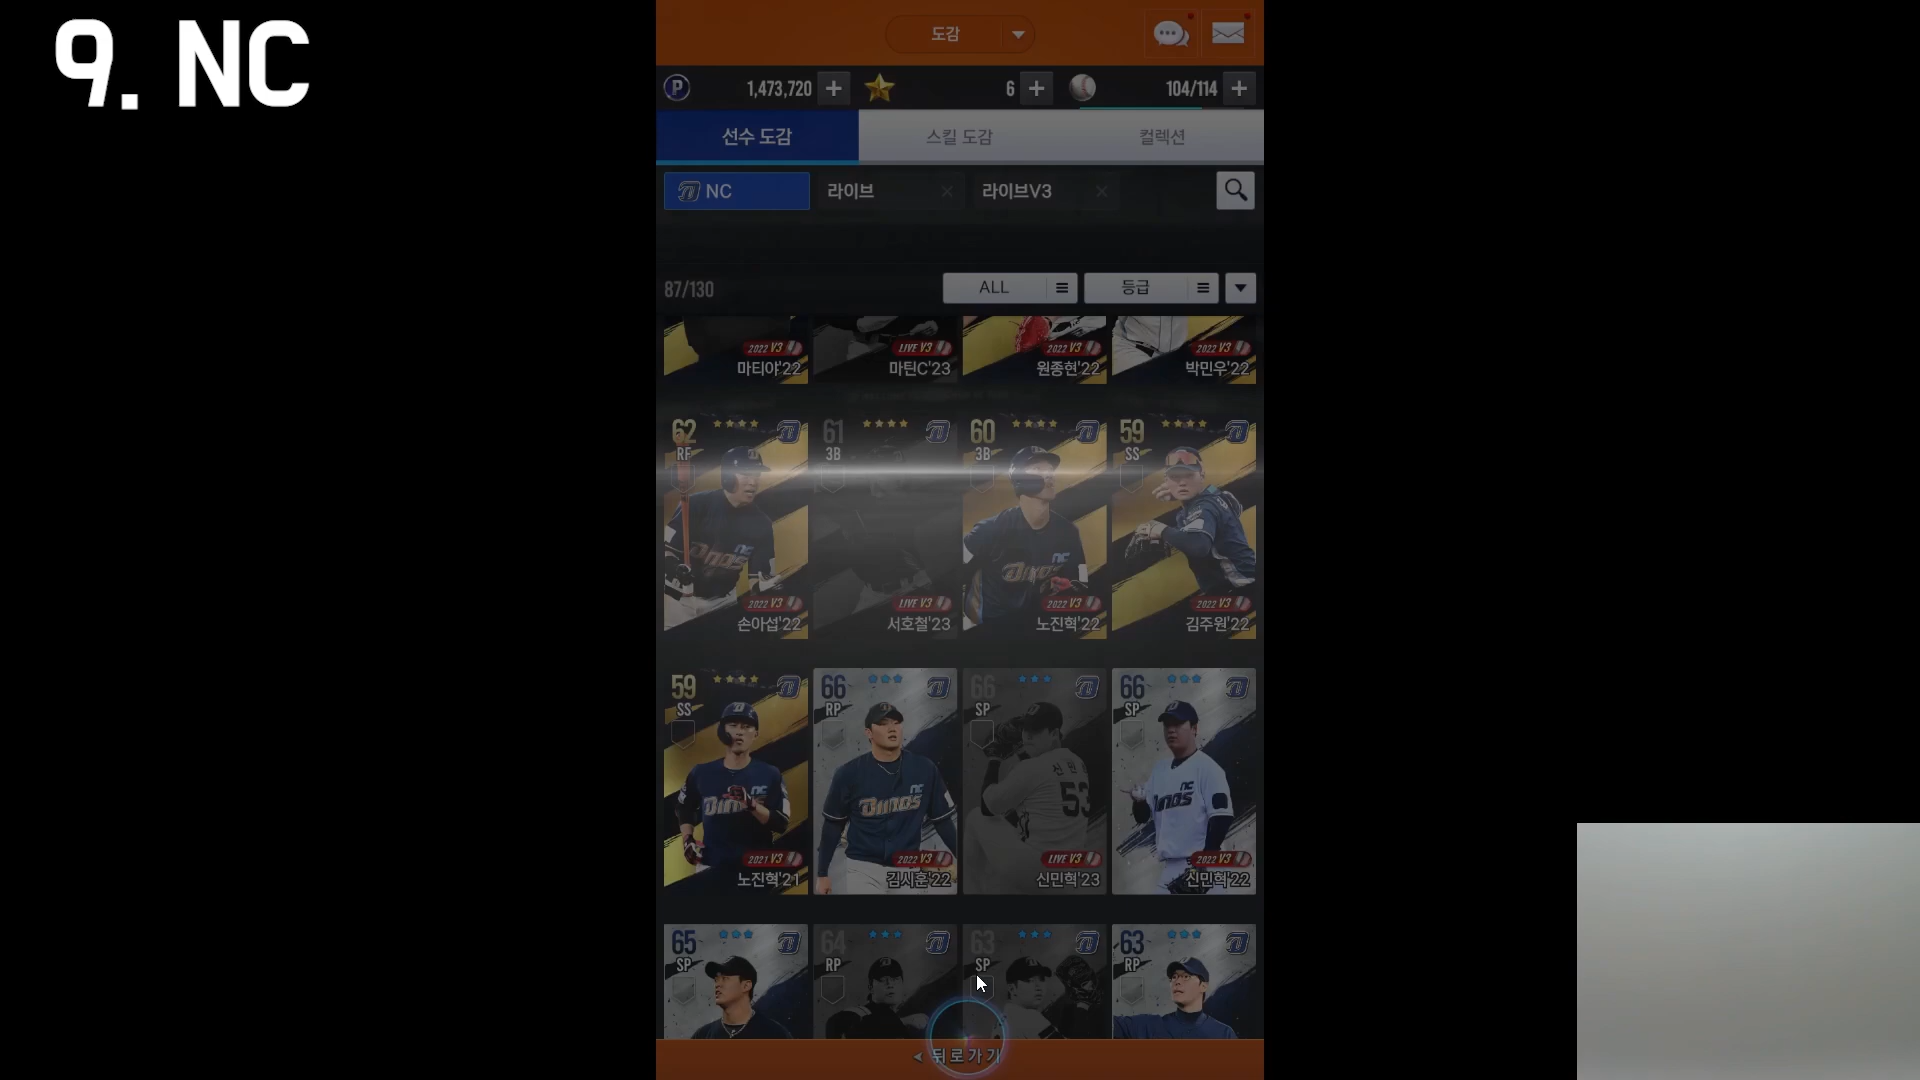 9. NC
도감
P 1,473,720 + 6 + 104/114 +
선수 도감 스킬 도감 컬렉션
NC 라이브 × 라이브V3 ×
87/130 ALL 등급
2022 V3 LIVE V3 2022 V3 2022 V3
마티아'22 마틴C'23 원종현'22 박민우'22
62 61 60 59
RF 3B 3B SS
2022 V3 LIVE V3 2022 V3 2022 V3
손아섭'22 서호철'23 노진혁'22 김주원'22
59 66 66 66
SS RP SP SP
2021 V3 2022 V3 LIVE V3 2022 V3
노진혁'21 김시훈'22 신민혁'23 신민혁'22
65 64 63 63
SP RP SP RP
뒤로가기